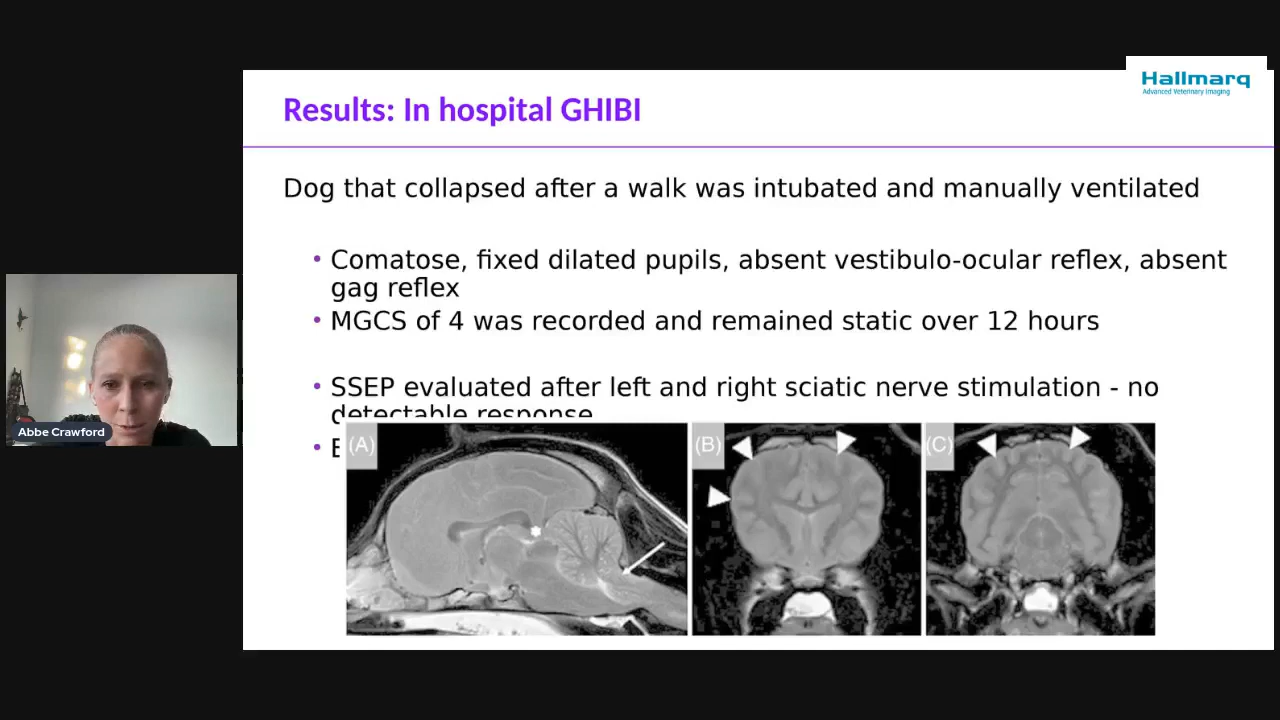 Hallmarq
Advanced Veterinary Imaging
Results: In hospital GHIBI
Dog that collapsed after a walk was intubated and manually ventilated
• Comatose, fixed dilated pupils, absent vestibulo-ocular reflex, absent
gag reflex
• MGCS of 4 was recorded and remained static over 12 hours
• SSEP evaluated after left and right sciatic nerve stimulation - no
detectable response
(A)
(B)
(C)
Abbe Crawford